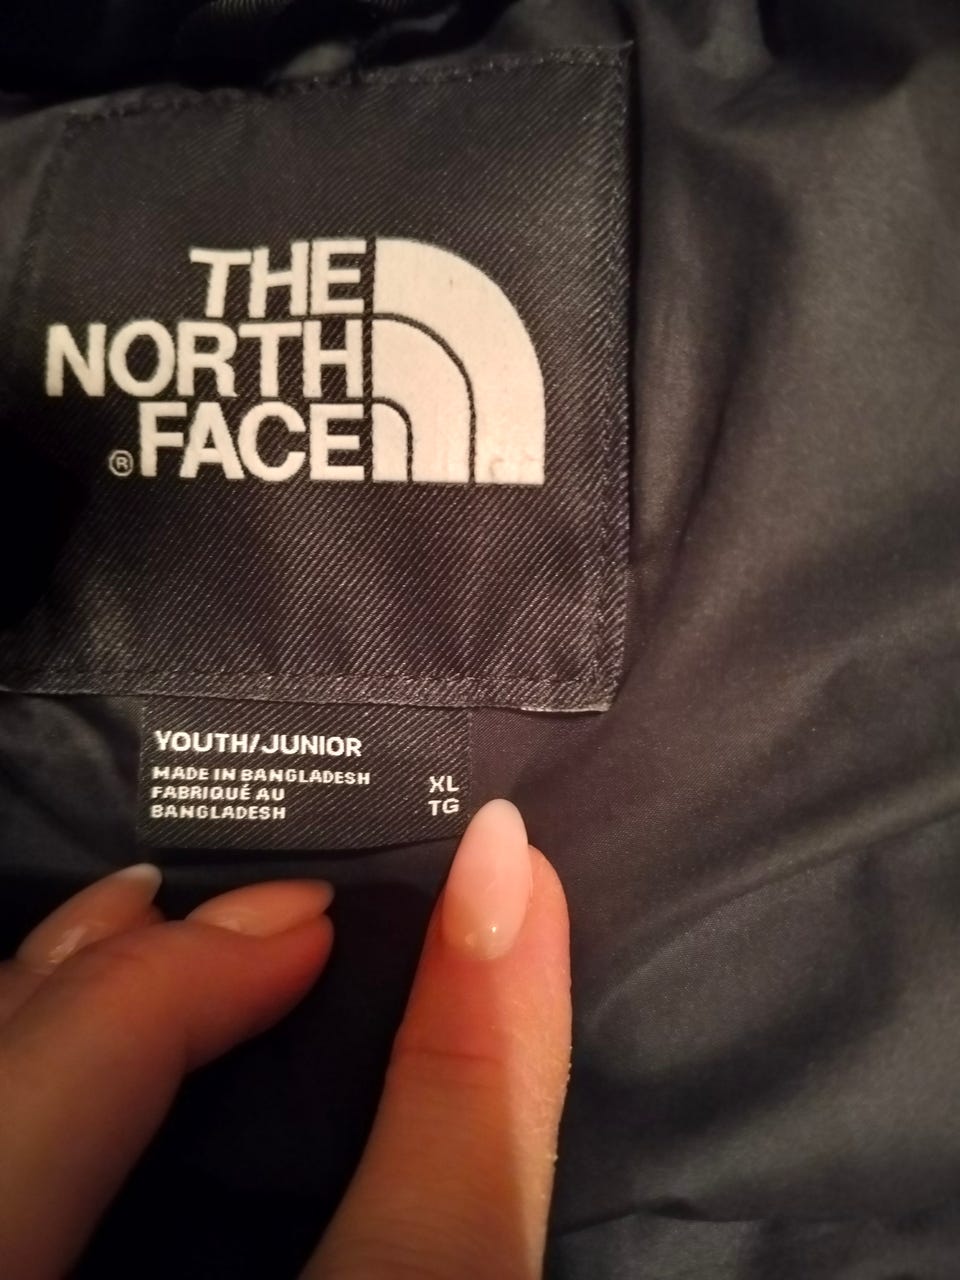 THE
NORTH
®FACE
YOUTH/JUNIOR
MADE IN BANGLADESH
FABRIQUÉ AU
BANGLADESH
XL
TG